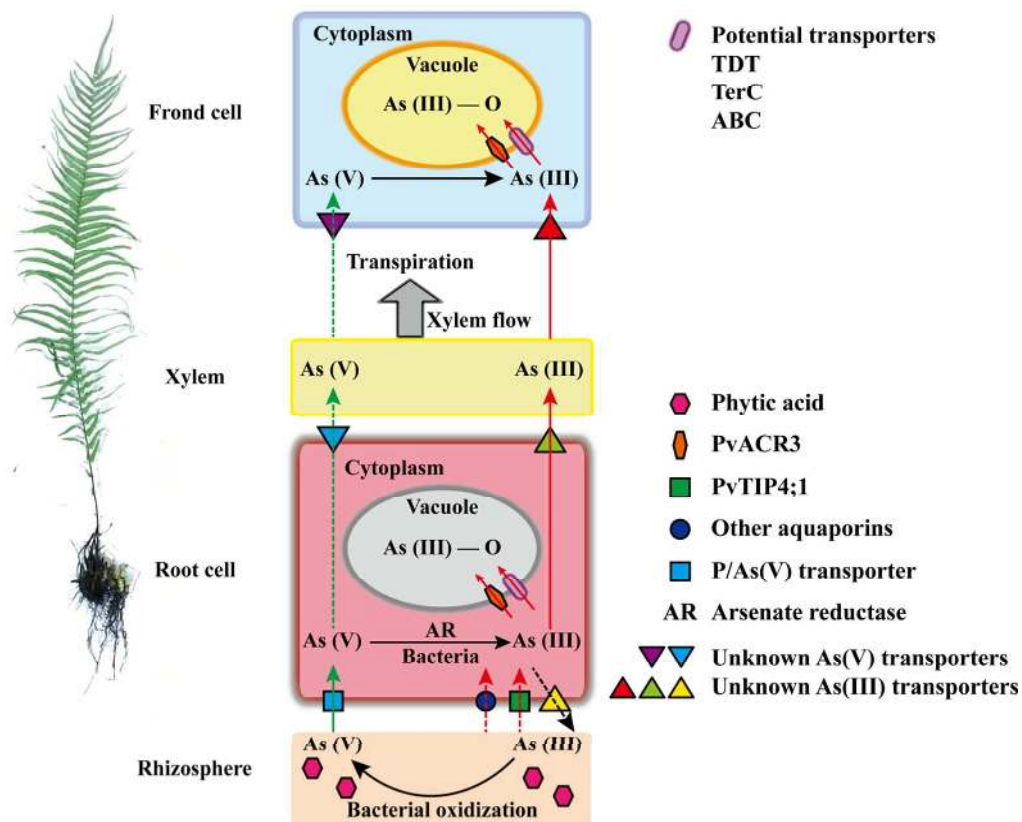 Cytoplasm
Vacuole
As (III) — O
Frond cell
As (V)
As (III)
Potential transporters
TDT
TerC
ABC
Transpiration
Xylem flow
Xylem
As (V)
As (III)
Cytoplasm
Vacuole
As (III) — O
Root cell
As (V)
AR
Bacteria
As (III)
Phytic acid
PvACR3
PvTIP4;1
Other aquaporins
P/As(V) transporter
AR Arsenate reductase
Unknown As(V) transporters
Unknown As(III) transporters
Rhizosphere
As (V)
As (III)
Bacterial oxidization